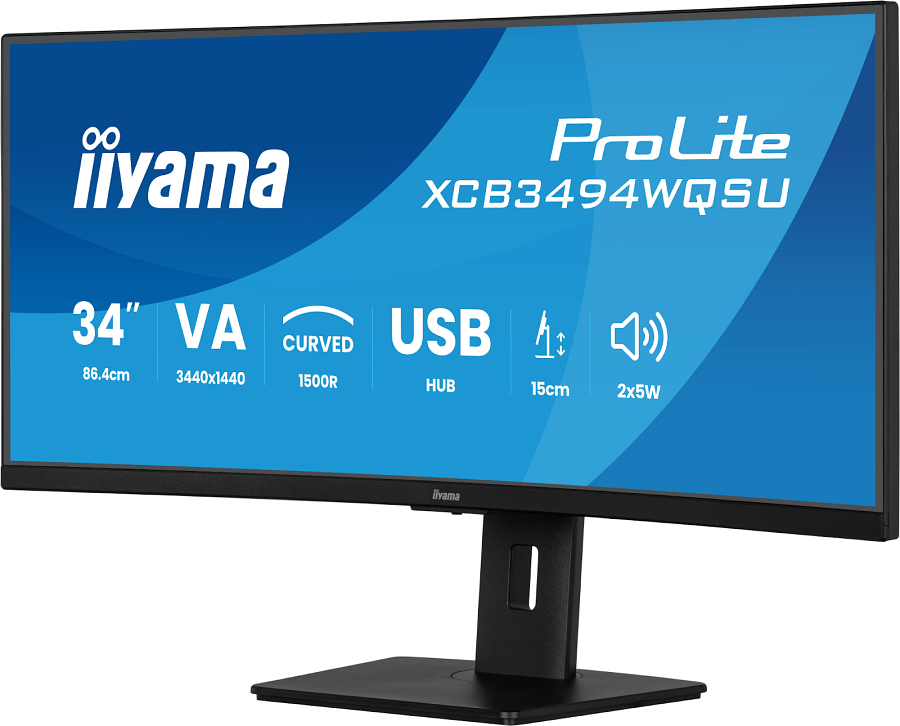 iiyama
ProLite
XCB3494WQSU
34"
86.4cm
VA
3440x1440
CURVED
1500R
USB
HUB
15cm
2x5W
iiyama